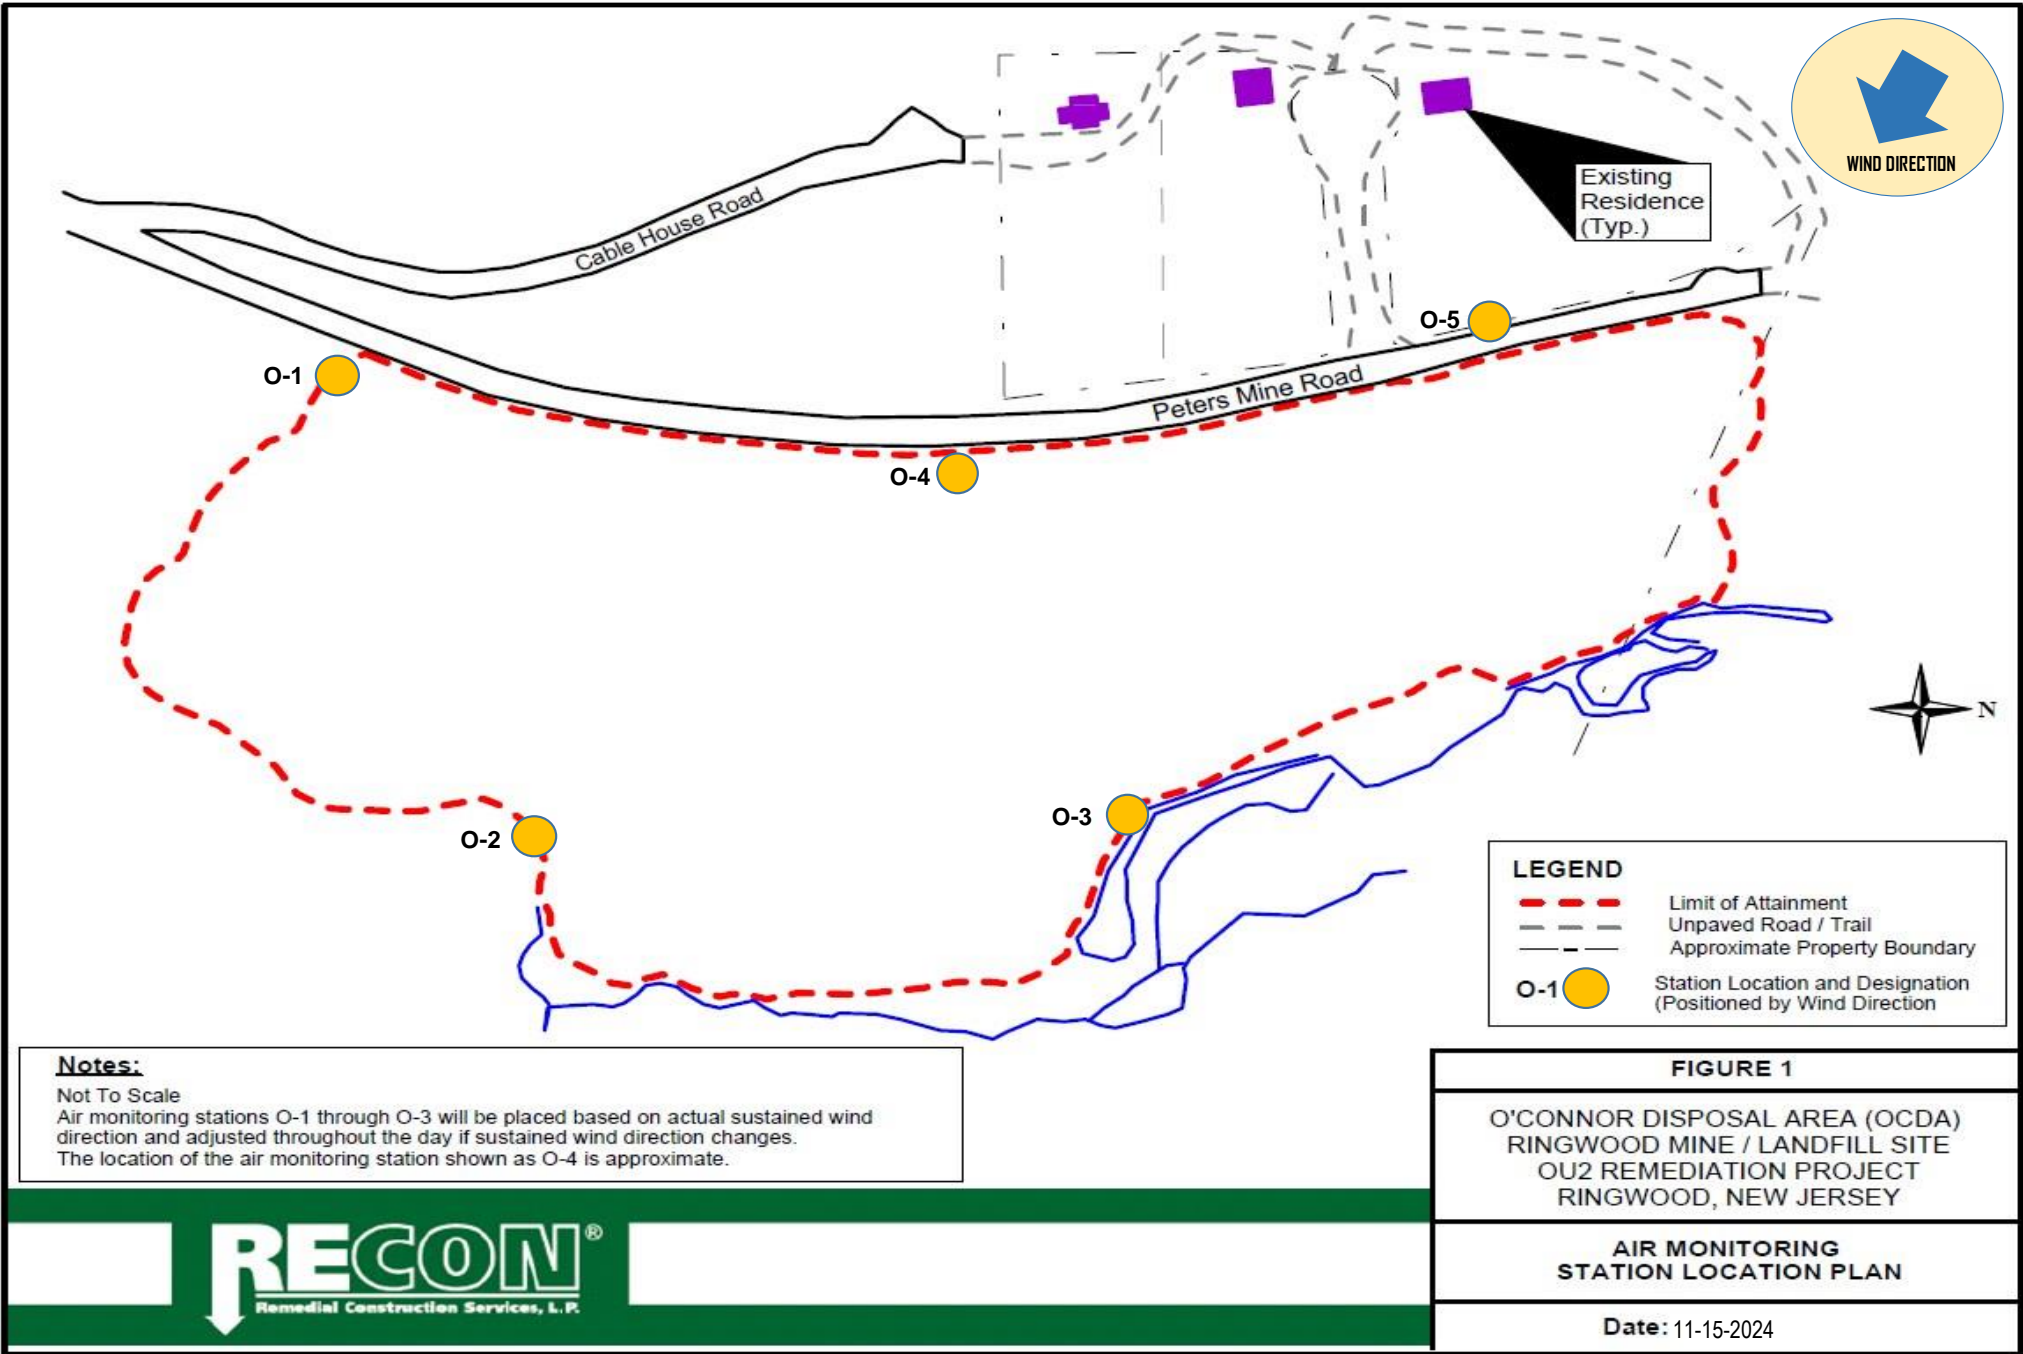 WIND DIRECTION
Existing
Residence
(Typ.)
Cable House Road
O-5
O-1
Peters Mine Road
O-4
O-3
O-2
N
LEGEND
Limit of Attainment
Unpaved Road / Trail
Approximate Property Boundary
O-1
Station Location and Designation
(Positioned by Wind Direction
Notes:
Not To Scale
Air monitoring stations O-1 through O-3 will be placed based on actual sustained wind
direction and adjusted throughout the day if sustained wind direction changes.
The location of the air monitoring station shown as O-4 is approximate.
RECON®
Remedial Construction Services, L.P.
FIGURE 1
O'CONNOR DISPOSAL AREA (OCDA)
RINGWOOD MINE / LANDFILL SITE
OU2 REMEDIATION PROJECT
RINGWOOD, NEW JERSEY
AIR MONITORING
STATION LOCATION PLAN
Date: 11-15-2024